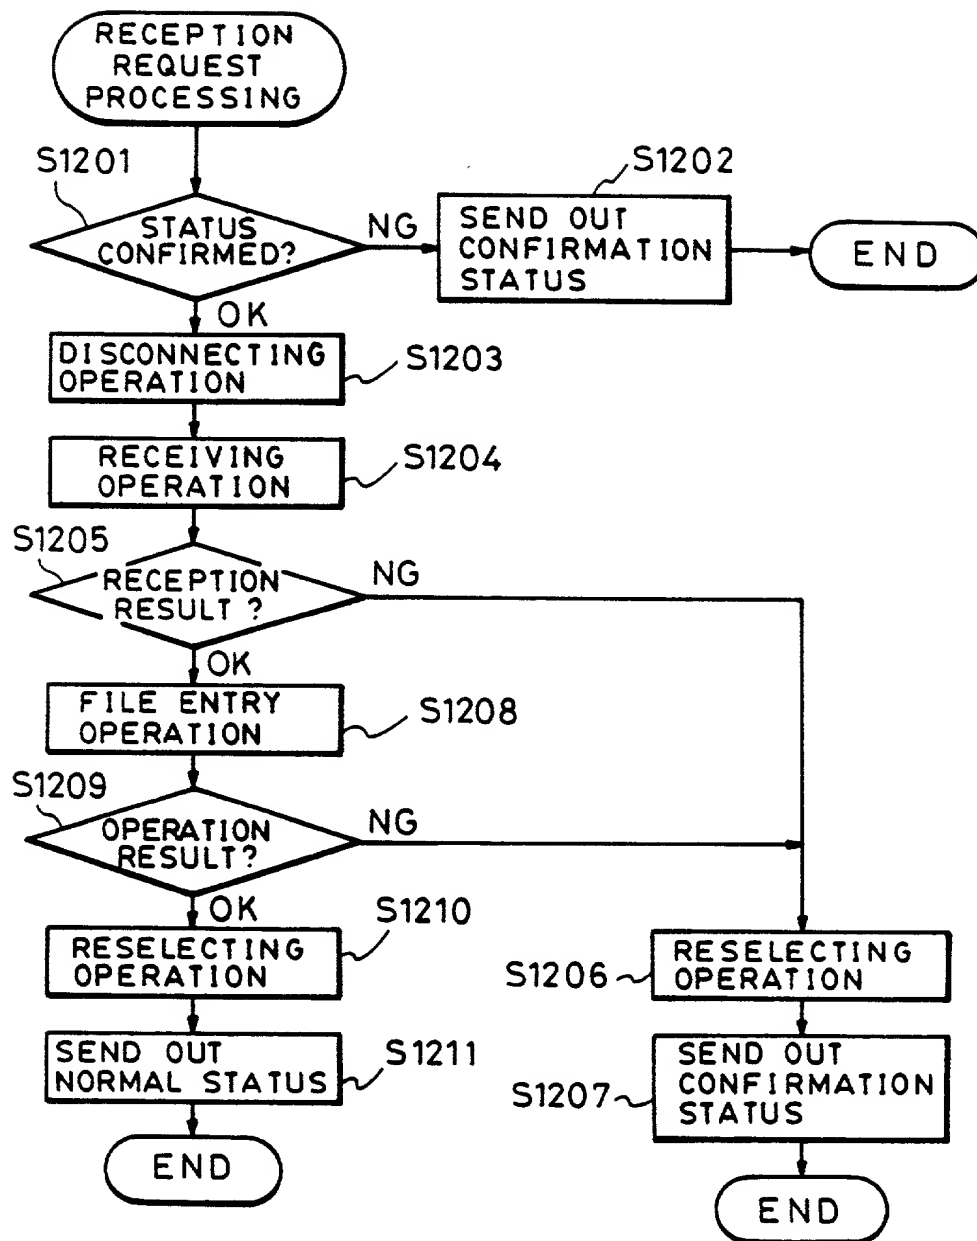 RECEPTION
REQUEST
PROCESSING
S1201
STATUS
CONFIRMED?
NG
S1202
SEND OUT
CONFIRMATION
STATUS
END
OK
DISCONNECTING
OPERATION
S1203
RECEIVING
OPERATION
S1204
S1205
RECEPTION
RESULT ?
NG
OK
FILE ENTRY
OPERATION
S1208
S1209
OPERATION
RESULT?
NG
OK
S1210
RESELECTING
OPERATION
RESELECTING
OPERATION
S1206
SEND OUT
NORMAL STATUS
S1211
SEND OUT
CONFIRMATION
STATUS
S1207
END
END